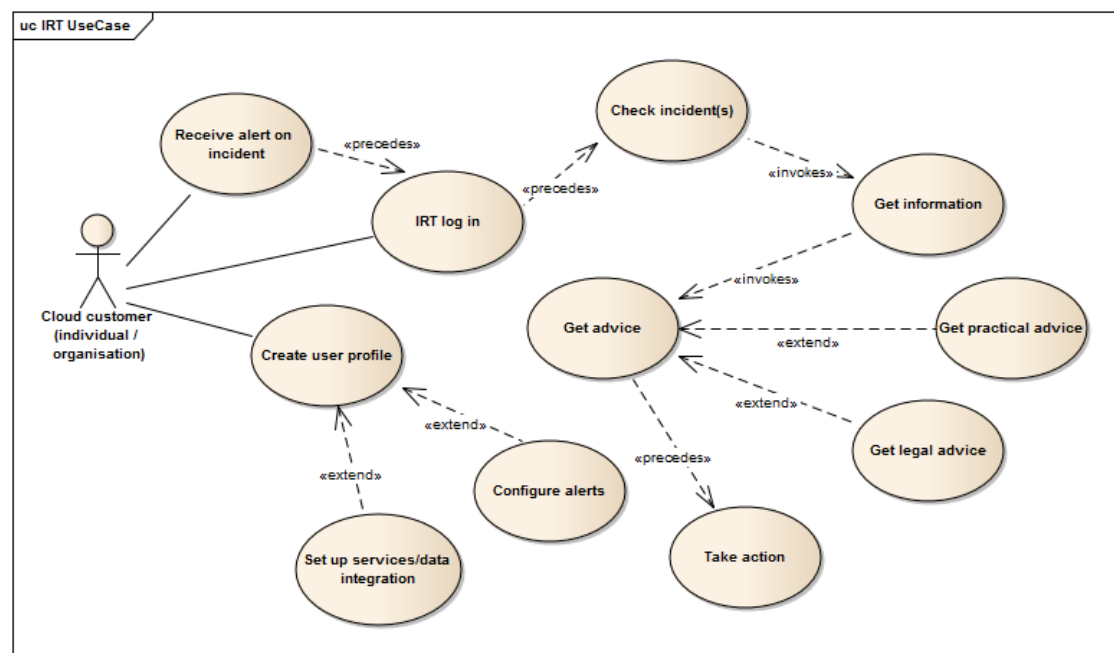 uc IRT UseCase
Receive alert on
incident
«precedes»
IRT log in
«precedes»
Check incident(s)
«invokes»
Get information
«invokes»
Cloud customer
(individual /
organisation)
Create user profile
Get advice
Get practical advice
«extend»
«extend»
Get legal advice
«extend»
«extend»
Configure alerts
«precedes»
Set up services/data
integration
Take action